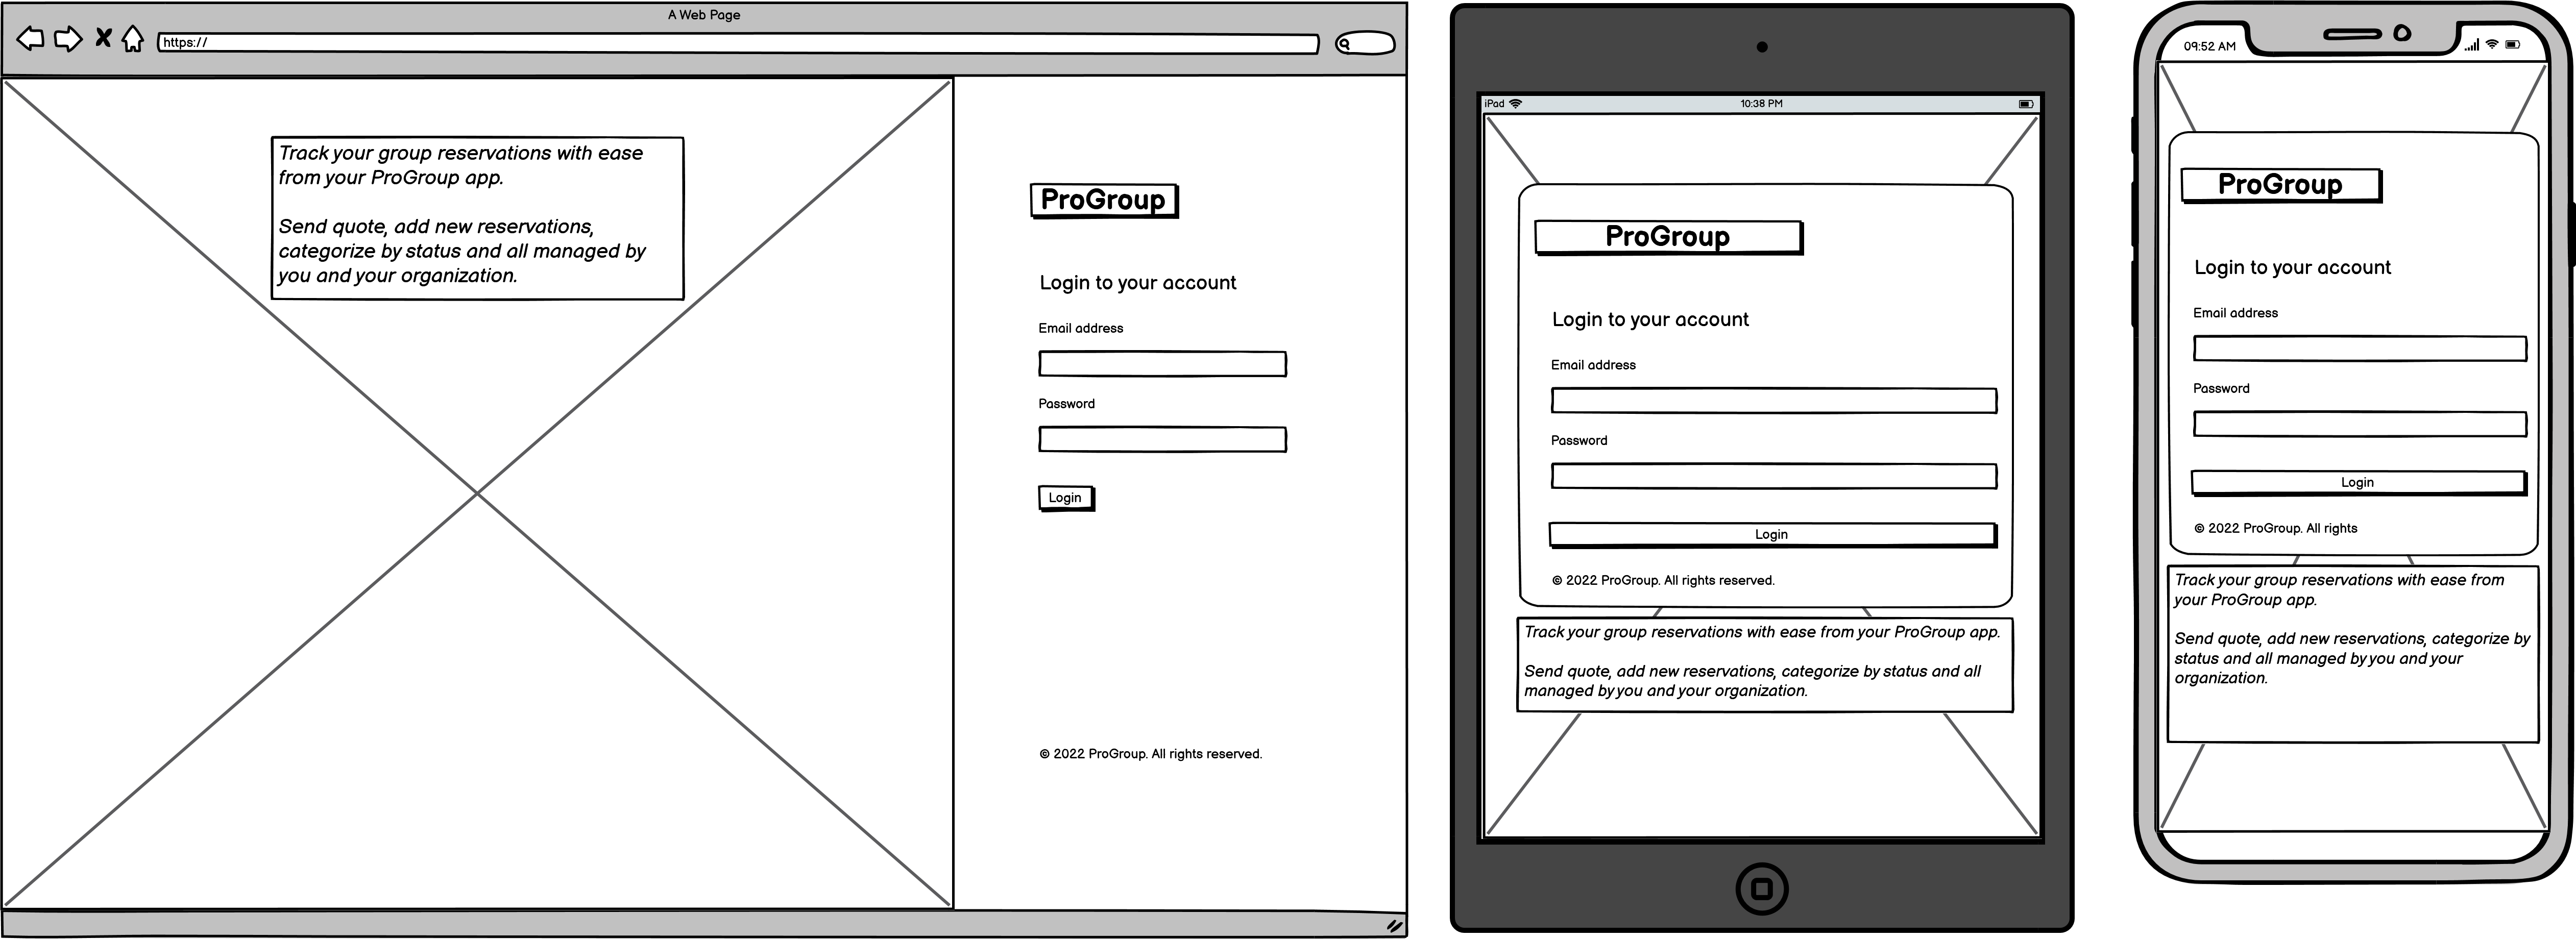 A Web Page
https://
Track your group reservations with ease
from your ProGroup app.
Send quote, add new reservations,
categorize by status and all managed by
you and your organization.
ProGroup
Login to your account
Email address
Password
Login
© 2022 ProGroup. All rights reserved.
iPad
10:38 PM
ProGroup
Login to your account
Email address
Password
Login
© 2022 ProGroup. All rights reserved.
Track your group reservations with ease from your ProGroup app.
Send quote, add new reservations, categorize by status and all
managed by you and your organization.
09:52 AM
ProGroup
Login to your account
Email address
Password
Login
© 2022 ProGroup. All rights
Track your group reservations with ease from
your ProGroup app.
Send quote, add new reservations, categorize by
status and all managed by you and your
organization.